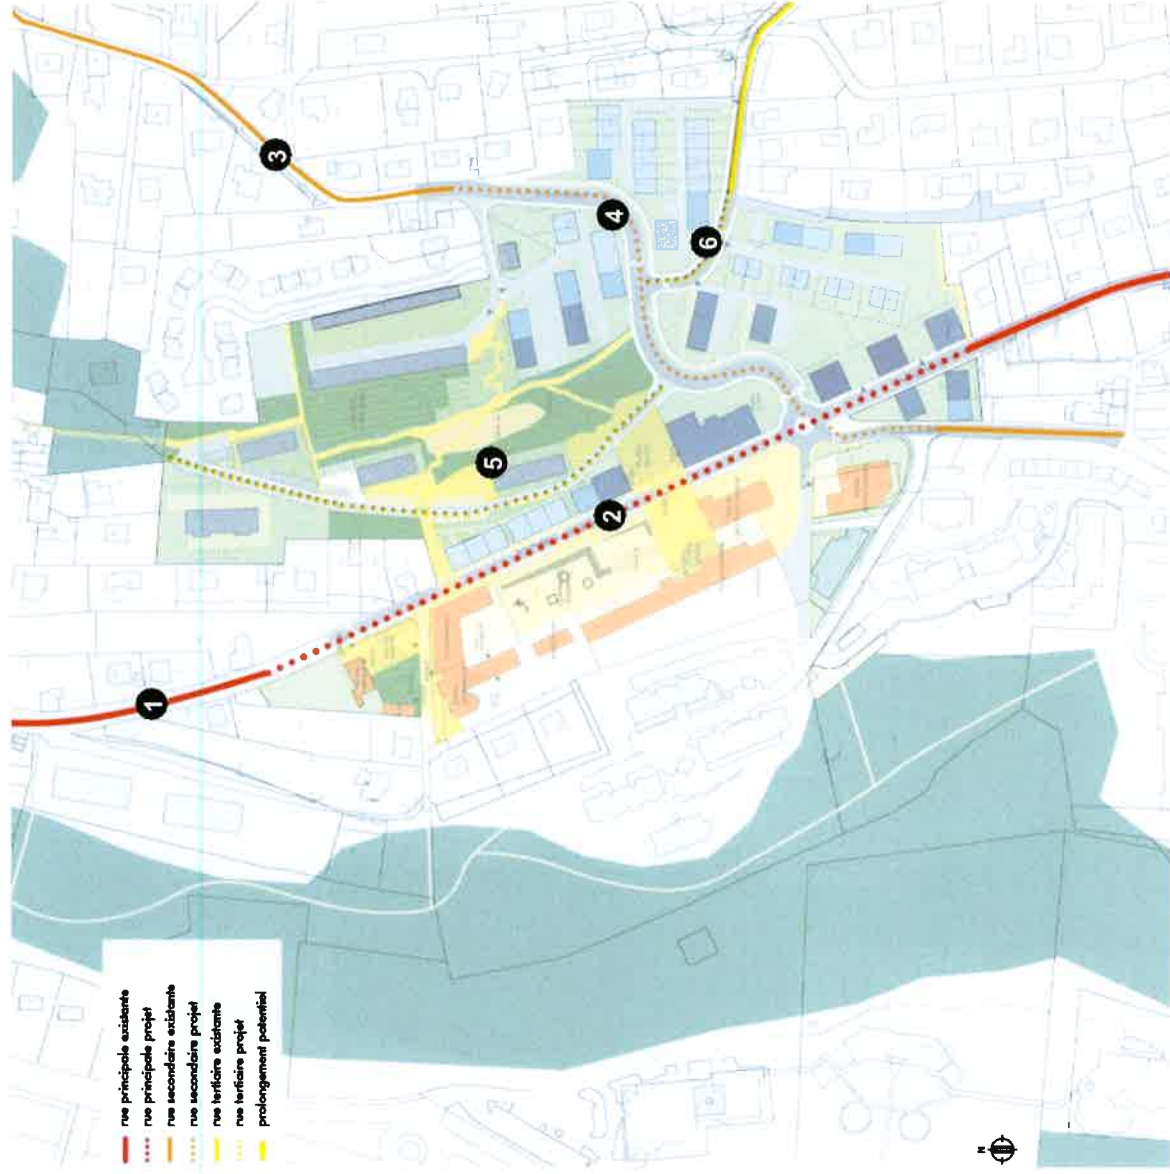 rue principale existante
rue principale projet
rue secondaire existante
rue secondaire projet
rue tertiaire existante
rue tertiaire projet
prolongement potentiel
1
2
3
4
5
6
N